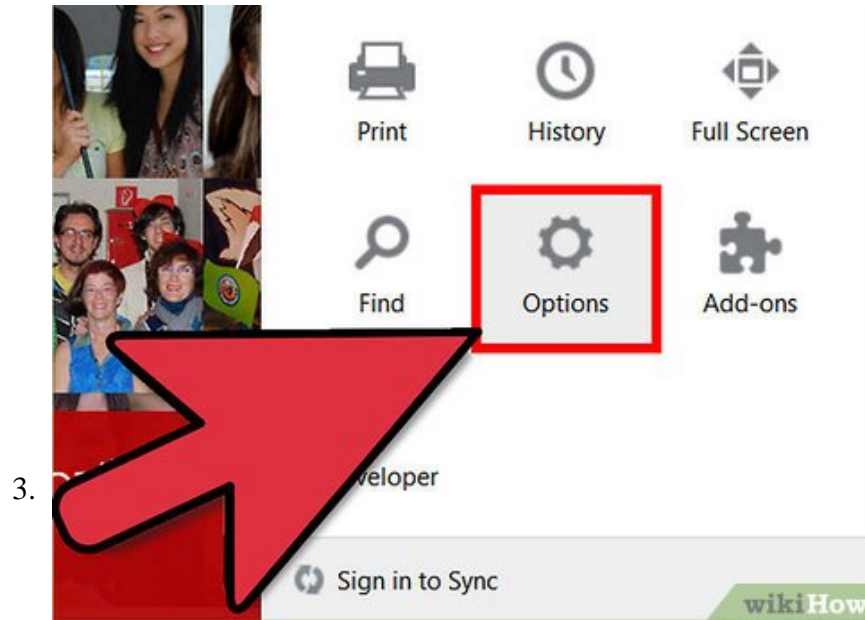 Print
History
Full Screen
Find
Options
Add-ons
3.
veloper
Sign in to Sync
wikiHow